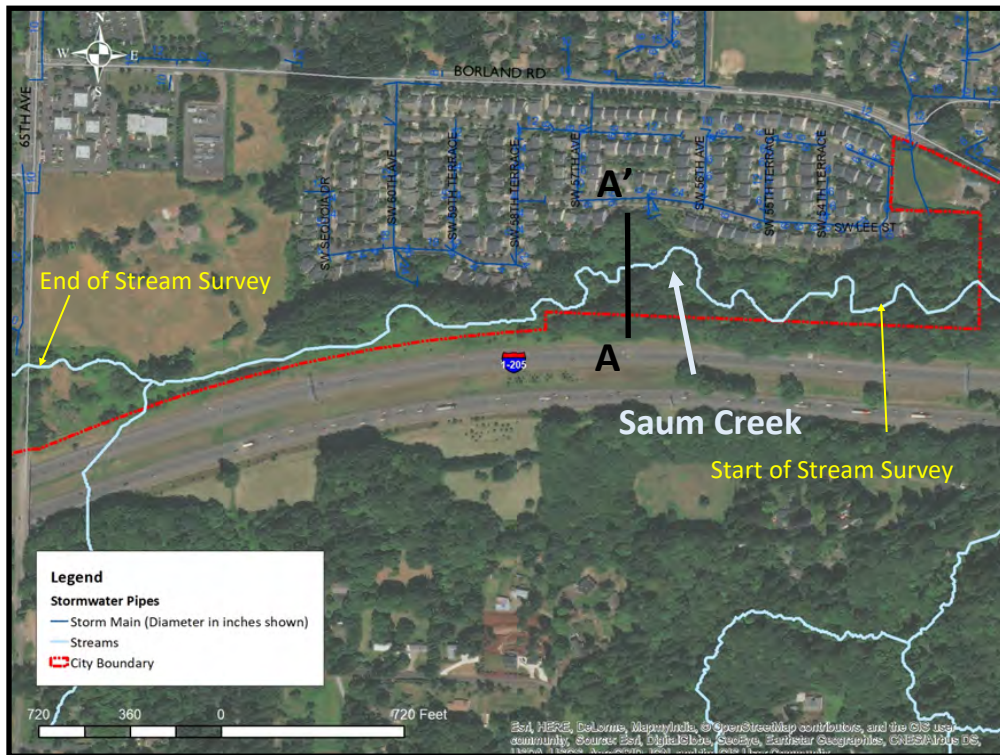 N
W E
S
BORLAND RD
65TH AVE
SW SEQUOIA DR
SW 60TH AVE
SW 59TH TERRACE
SW 58TH TERRACE
SW 57TH AVE
SW 56TH AVE
SW 55TH TERRACE
SW 54TH TERRACE
SW LEE ST
A'
A
End of Stream Survey
I-205
Saum Creek
Start of Stream Survey
Legend
Stormwater Pipes
Storm Main (Diameter in inches shown)
Streams
City Boundary
720 360 0 720 Feet
Esri, HERE, DeLorme, MapmyIndia, © OpenStreetMap contributors, and the GIS user
community, Source: Esri, DigitalGlobe, GeoEye, Earthstar Geographics, CNES/Airbus DS,